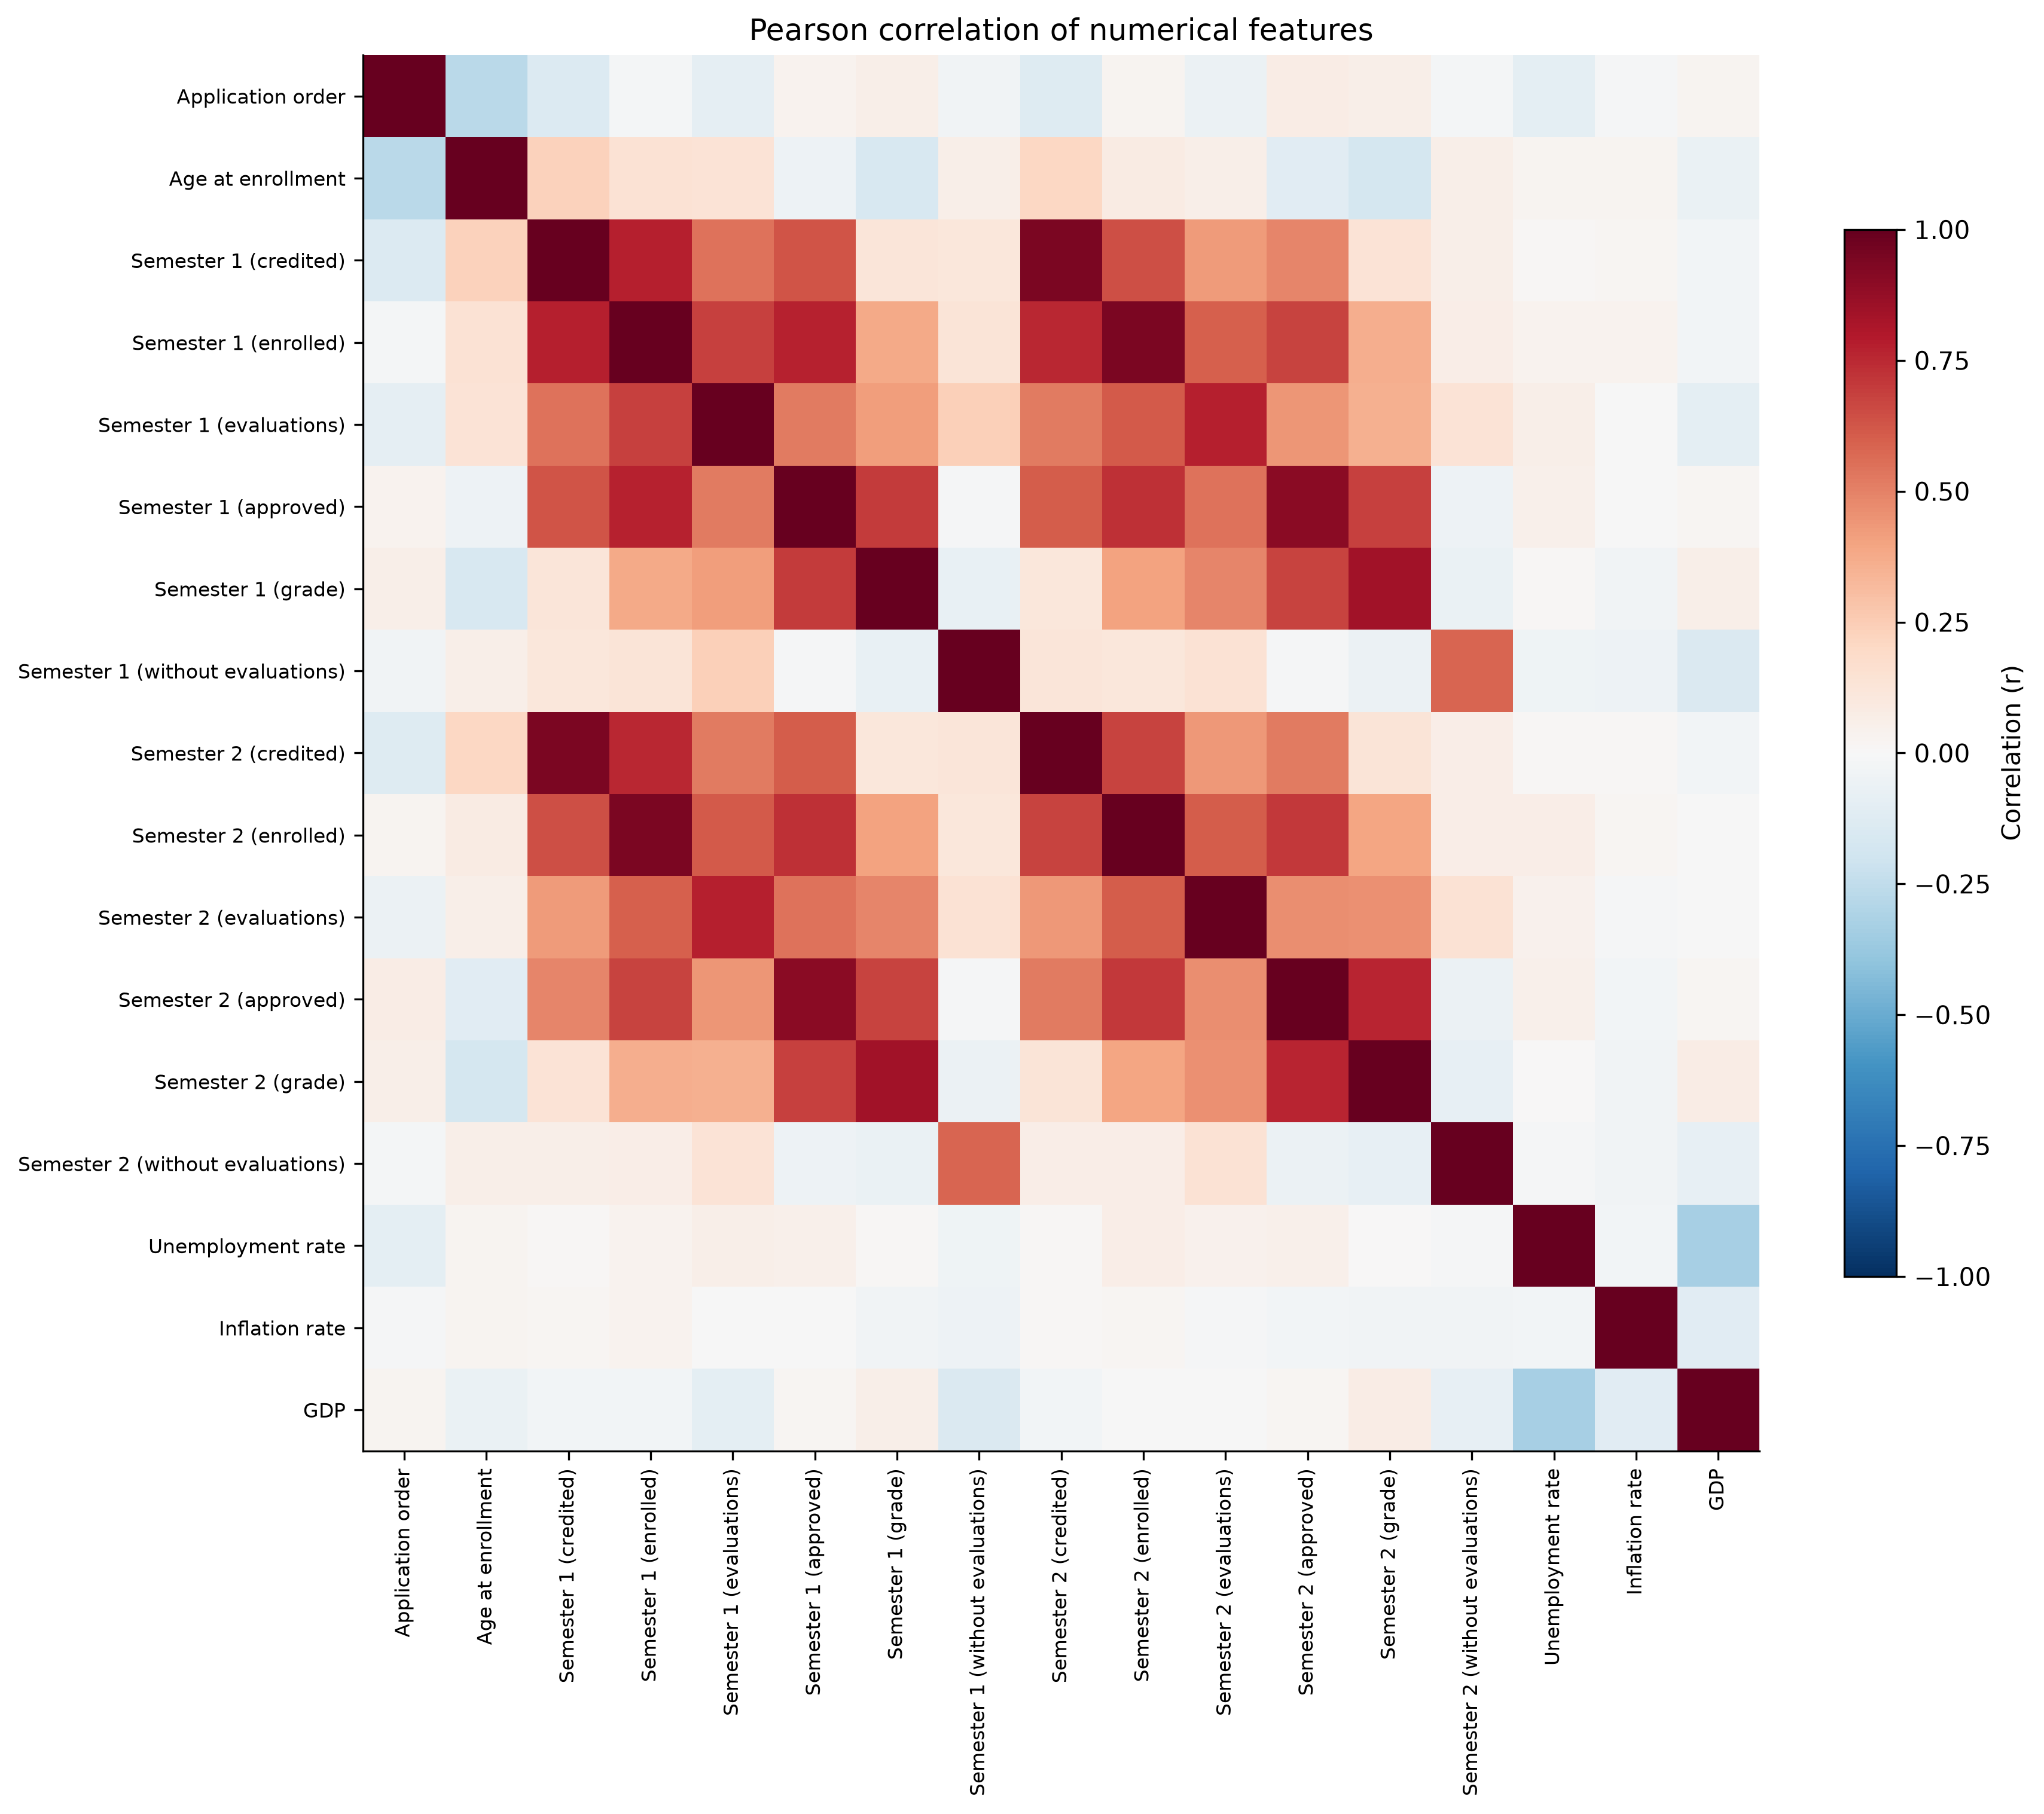 Pearson correlation of numerical features
Application order
Age at enrollment
Semester 1 (credited)
Semester 1 (enrolled)
Semester 1 (evaluations)
Semester 1 (approved)
Semester 1 (grade)
Semester 1 (without evaluations)
Semester 2 (credited)
Semester 2 (enrolled)
Semester 2 (evaluations)
Semester 2 (approved)
Semester 2 (grade)
Semester 2 (without evaluations)
Unemployment rate
Inflation rate
GDP
Application order
Age at enrollment
Semester 1 (credited)
Semester 1 (enrolled)
Semester 1 (evaluations)
Semester 1 (approved)
Semester 1 (grade)
Semester 1 (without evaluations)
Semester 2 (credited)
Semester 2 (enrolled)
Semester 2 (evaluations)
Semester 2 (approved)
Semester 2 (grade)
Semester 2 (without evaluations)
Unemployment rate
Inflation rate
GDP
1.00
0.75
0.50
0.25
0.00
−0.25
−0.50
−0.75
−1.00
Correlation (r)